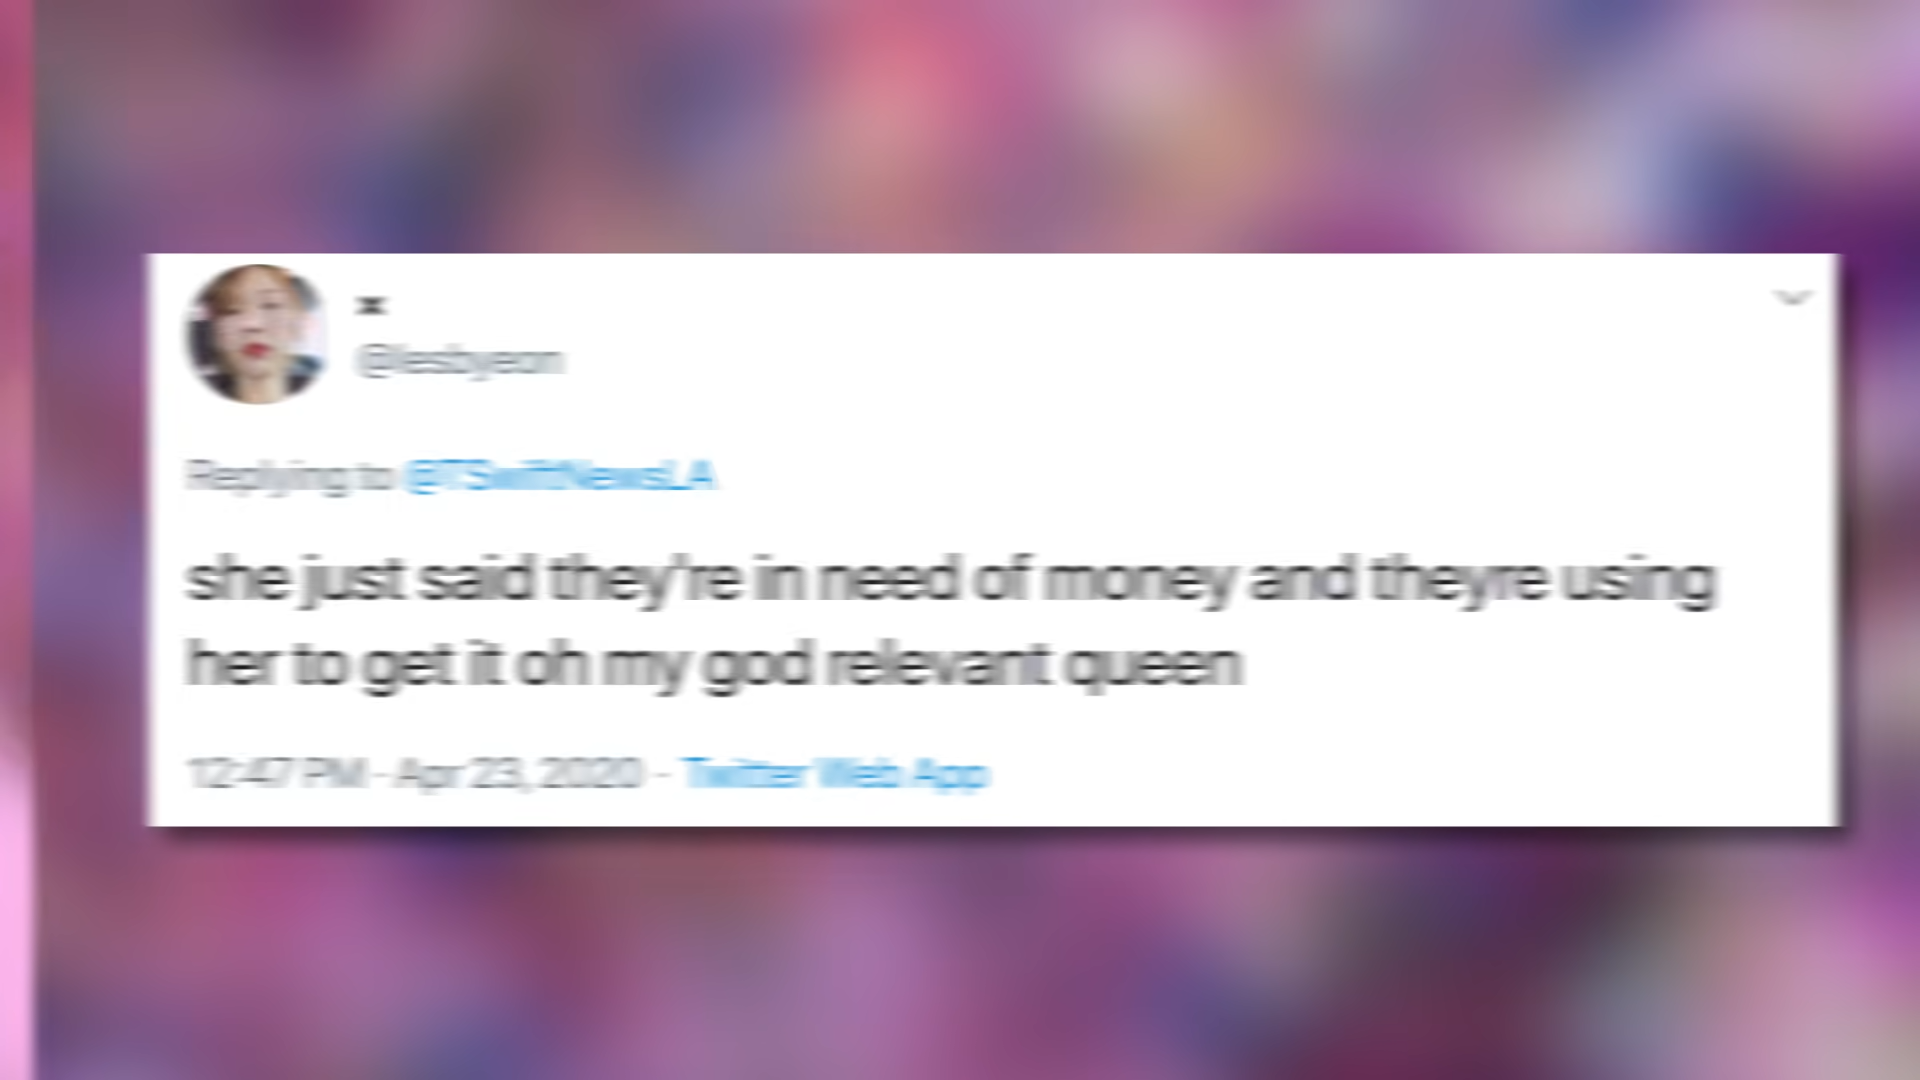 x
@lesbyeon
Replying to @TSwiftNewsLA
she just said they're in need of money and theyre using
her to get it oh my god relevant queen
12:47 PM · Apr 23, 2020 · Twitter Web App